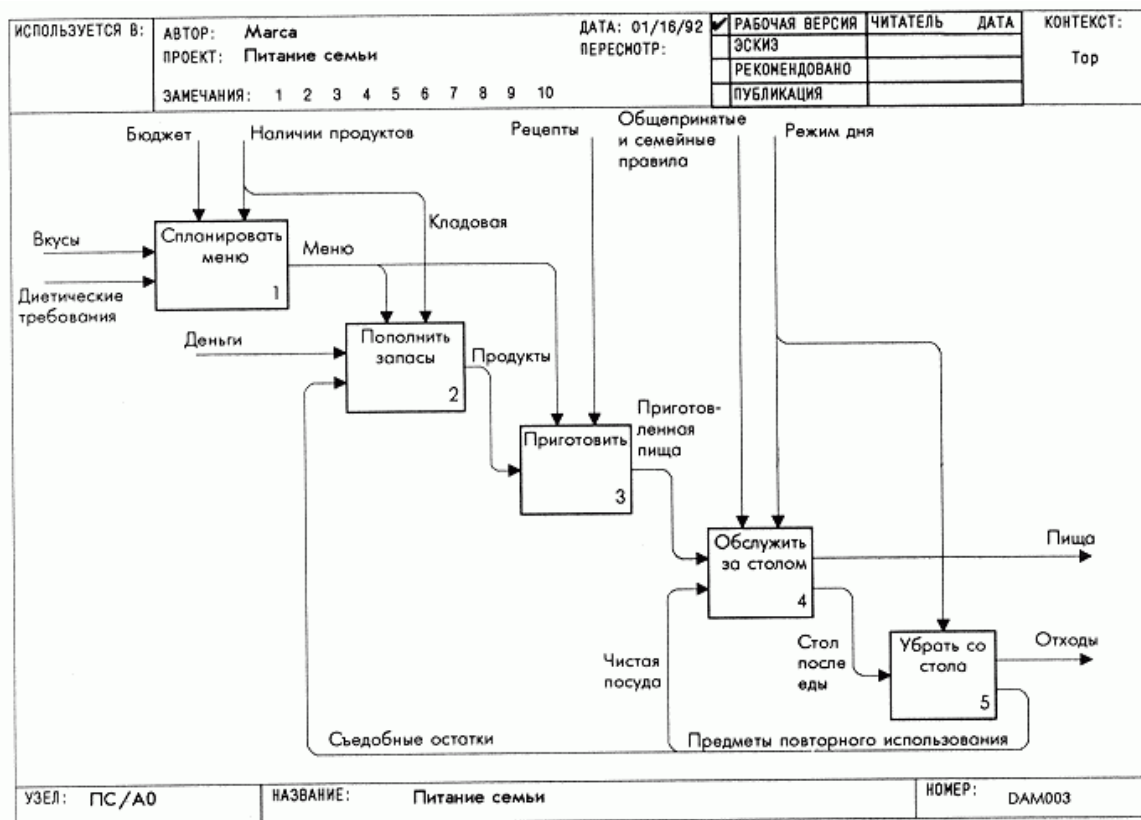 ИСПОЛЬЗУЕТСЯ В:
АВТОР: Marca
ДАТА: 01/16/92
ПРОЕКТ: Питание семьи
ПЕРЕСМОТР:
ЗАМЕЧАНИЯ: 1 2 3 4 5 6 7 8 9 10
РАБОЧАЯ ВЕРСИЯ
ЧИТАТЕЛЬ ДАТА
ЭСКИЗ
РЕКОМЕНДОВАНО
ПУБЛИКАЦИЯ
КОНТЕКСТ:
Top
Бюджет
Наличии продуктов
Рецепты
Общепринятые
и семейные
правила
Режим дня
Кладовая
Вкусы
Диетические
требования
Спланировать
меню
1
Меню
Деньги
Пополнить
запасы
2
Продукты
Приготовить
3
Приготов-
ленная
пища
Обслужить
за столом
4
Пища
Чистая
посуда
Стол
после
еды
Убрать со
стола
5
Отходы
Съедобные остатки
Предметы повторного использования
УЗЕЛ: ПС/А0
НАЗВАНИЕ: Питание семьи
НОМЕР: DAM003